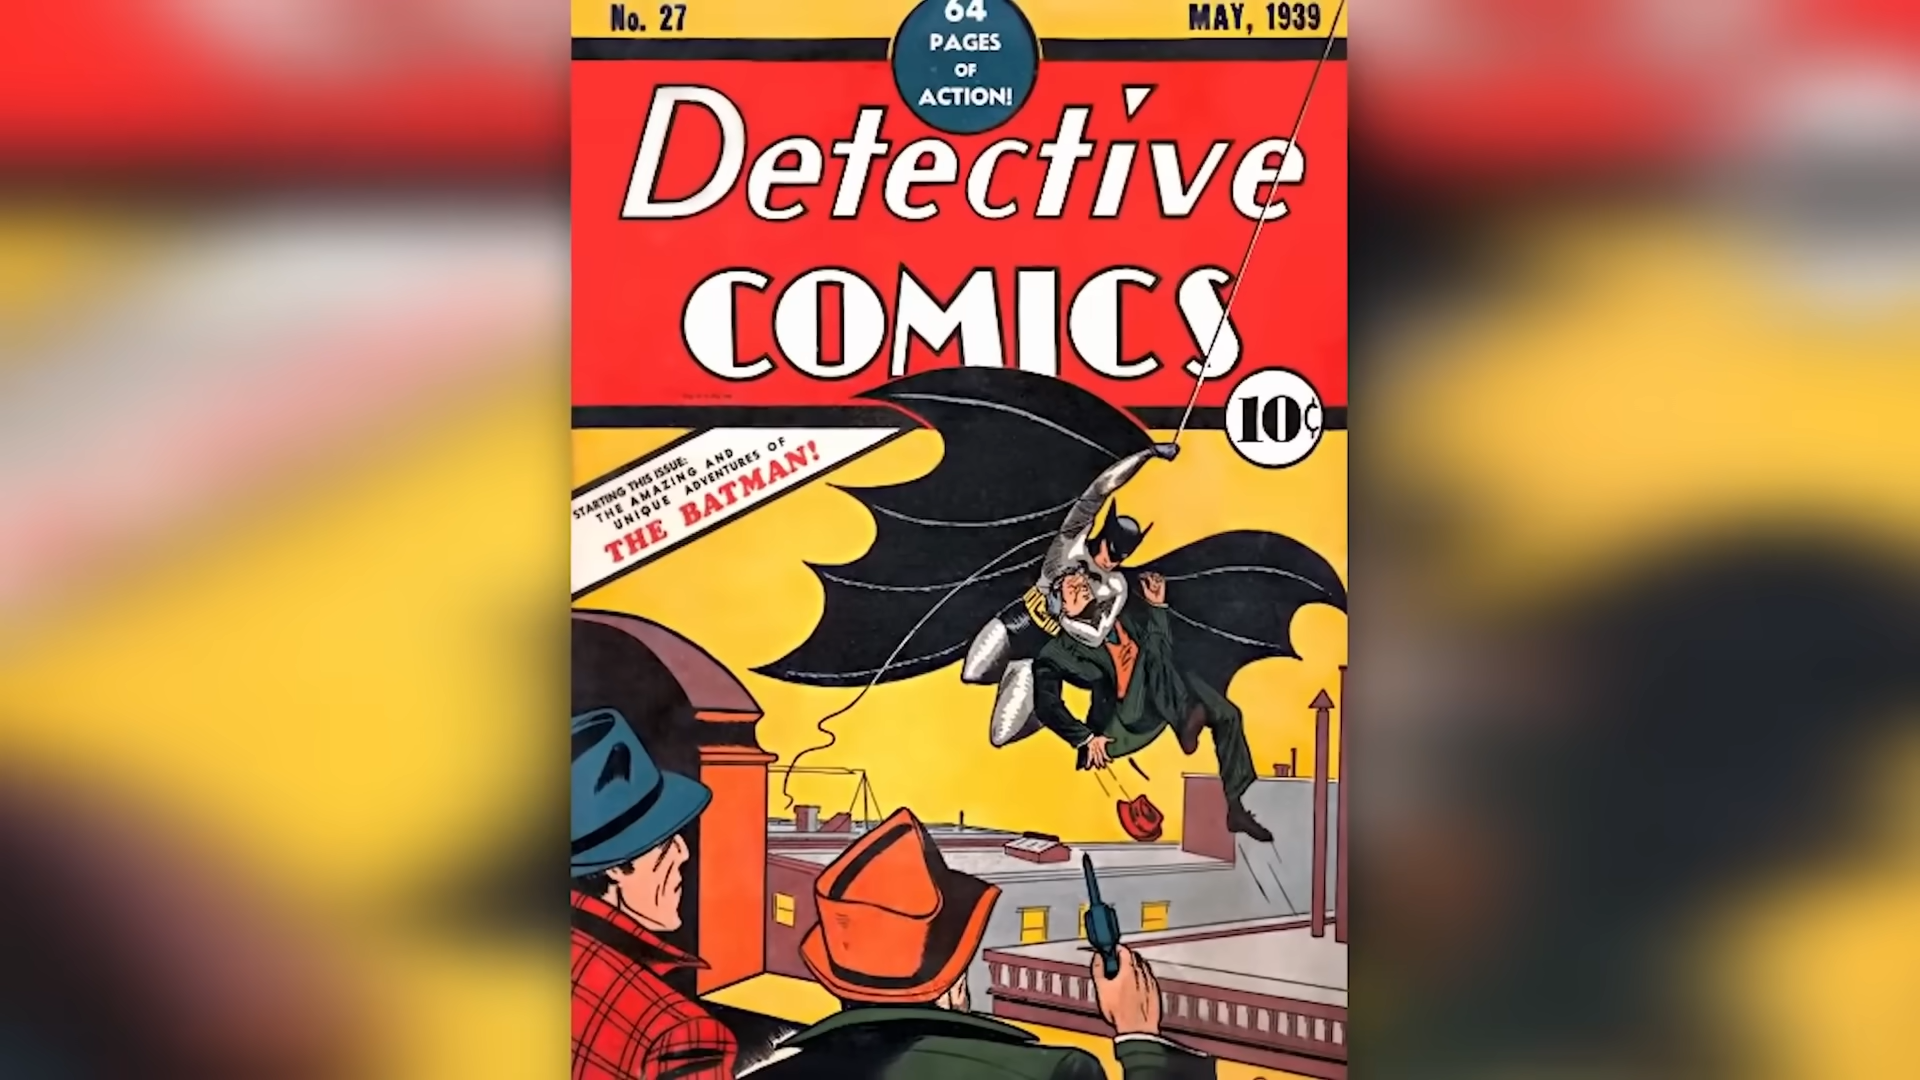 No. 27
64
PAGES
OF
ACTION!
MAY, 1939
Detective
COMICS
10¢
STARTING THIS ISSUE:
THE AMAZING AND
UNIQUE ADVENTURES OF
THE BATMAN!